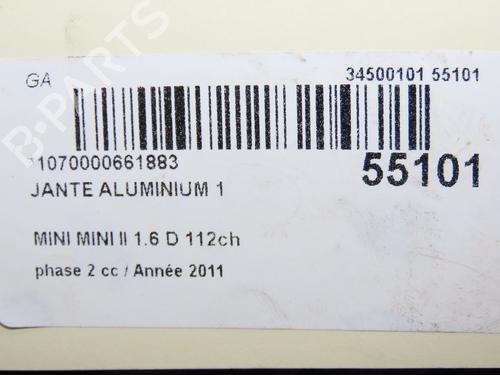 GA
34500101 55101
11070000661883
55101
JANTE ALUMINIUM 1
MINI MINI II 1.6 D 112ch
phase 2 cc / Année 2011
B-PARTS